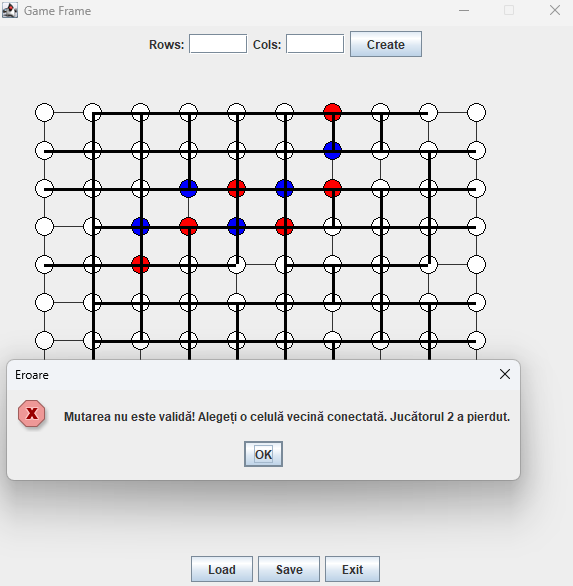 Game Frame
Rows: Cols: Create
Eroare
Mutarea nu este validă! Alegeți o celulă vecină conectată. Jucătorul 2 a pierdut.
OK
Load Save Exit